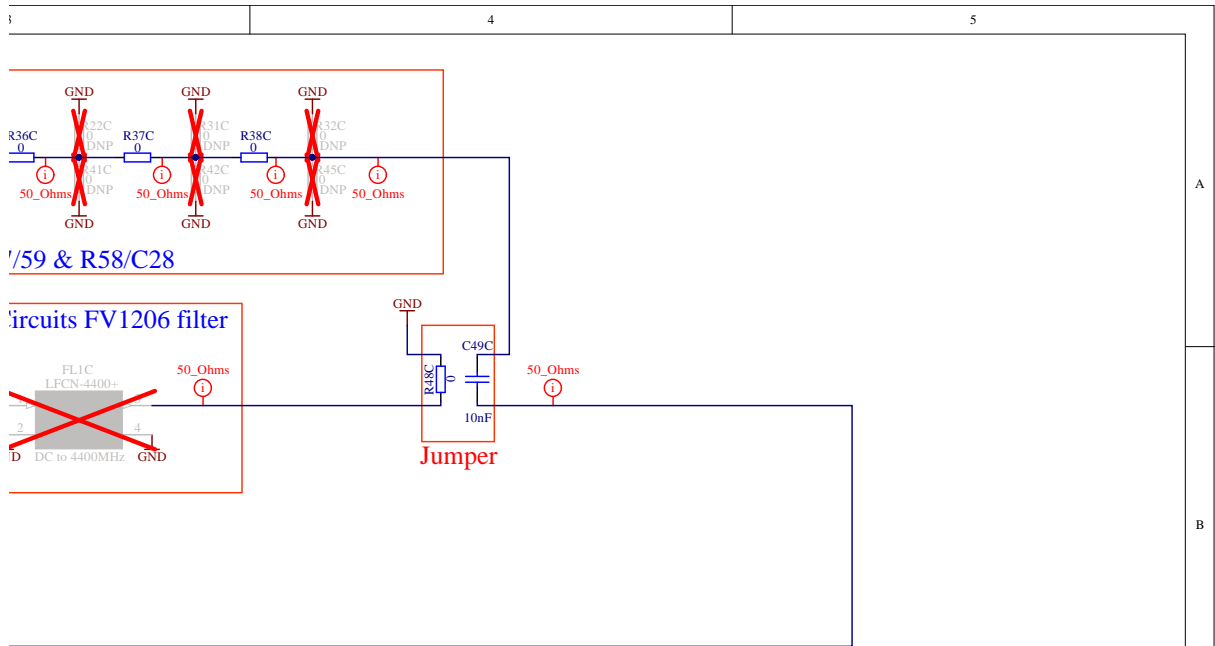 4
5
GND
GND
GND
R36C
0
R22C
0
DNP
R37C
0
R31C
0
DNP
R38C
0
R32C
0
DNP
i
i
i
i
R41C
0
DNP
R42C
0
DNP
R45C
0
DNP
50_Ohms
50_Ohms
50_Ohms
50_Ohms
GND
GND
GND
A
7/59 & R58/C28
GND
Circuits FV1206 filter
C49C
FL1C
LFCN-4400+
50_Ohms
i
R48C
0
50_Ohms
i
10nF
2
4
DC to 4400MHz
GND
Jumper
B